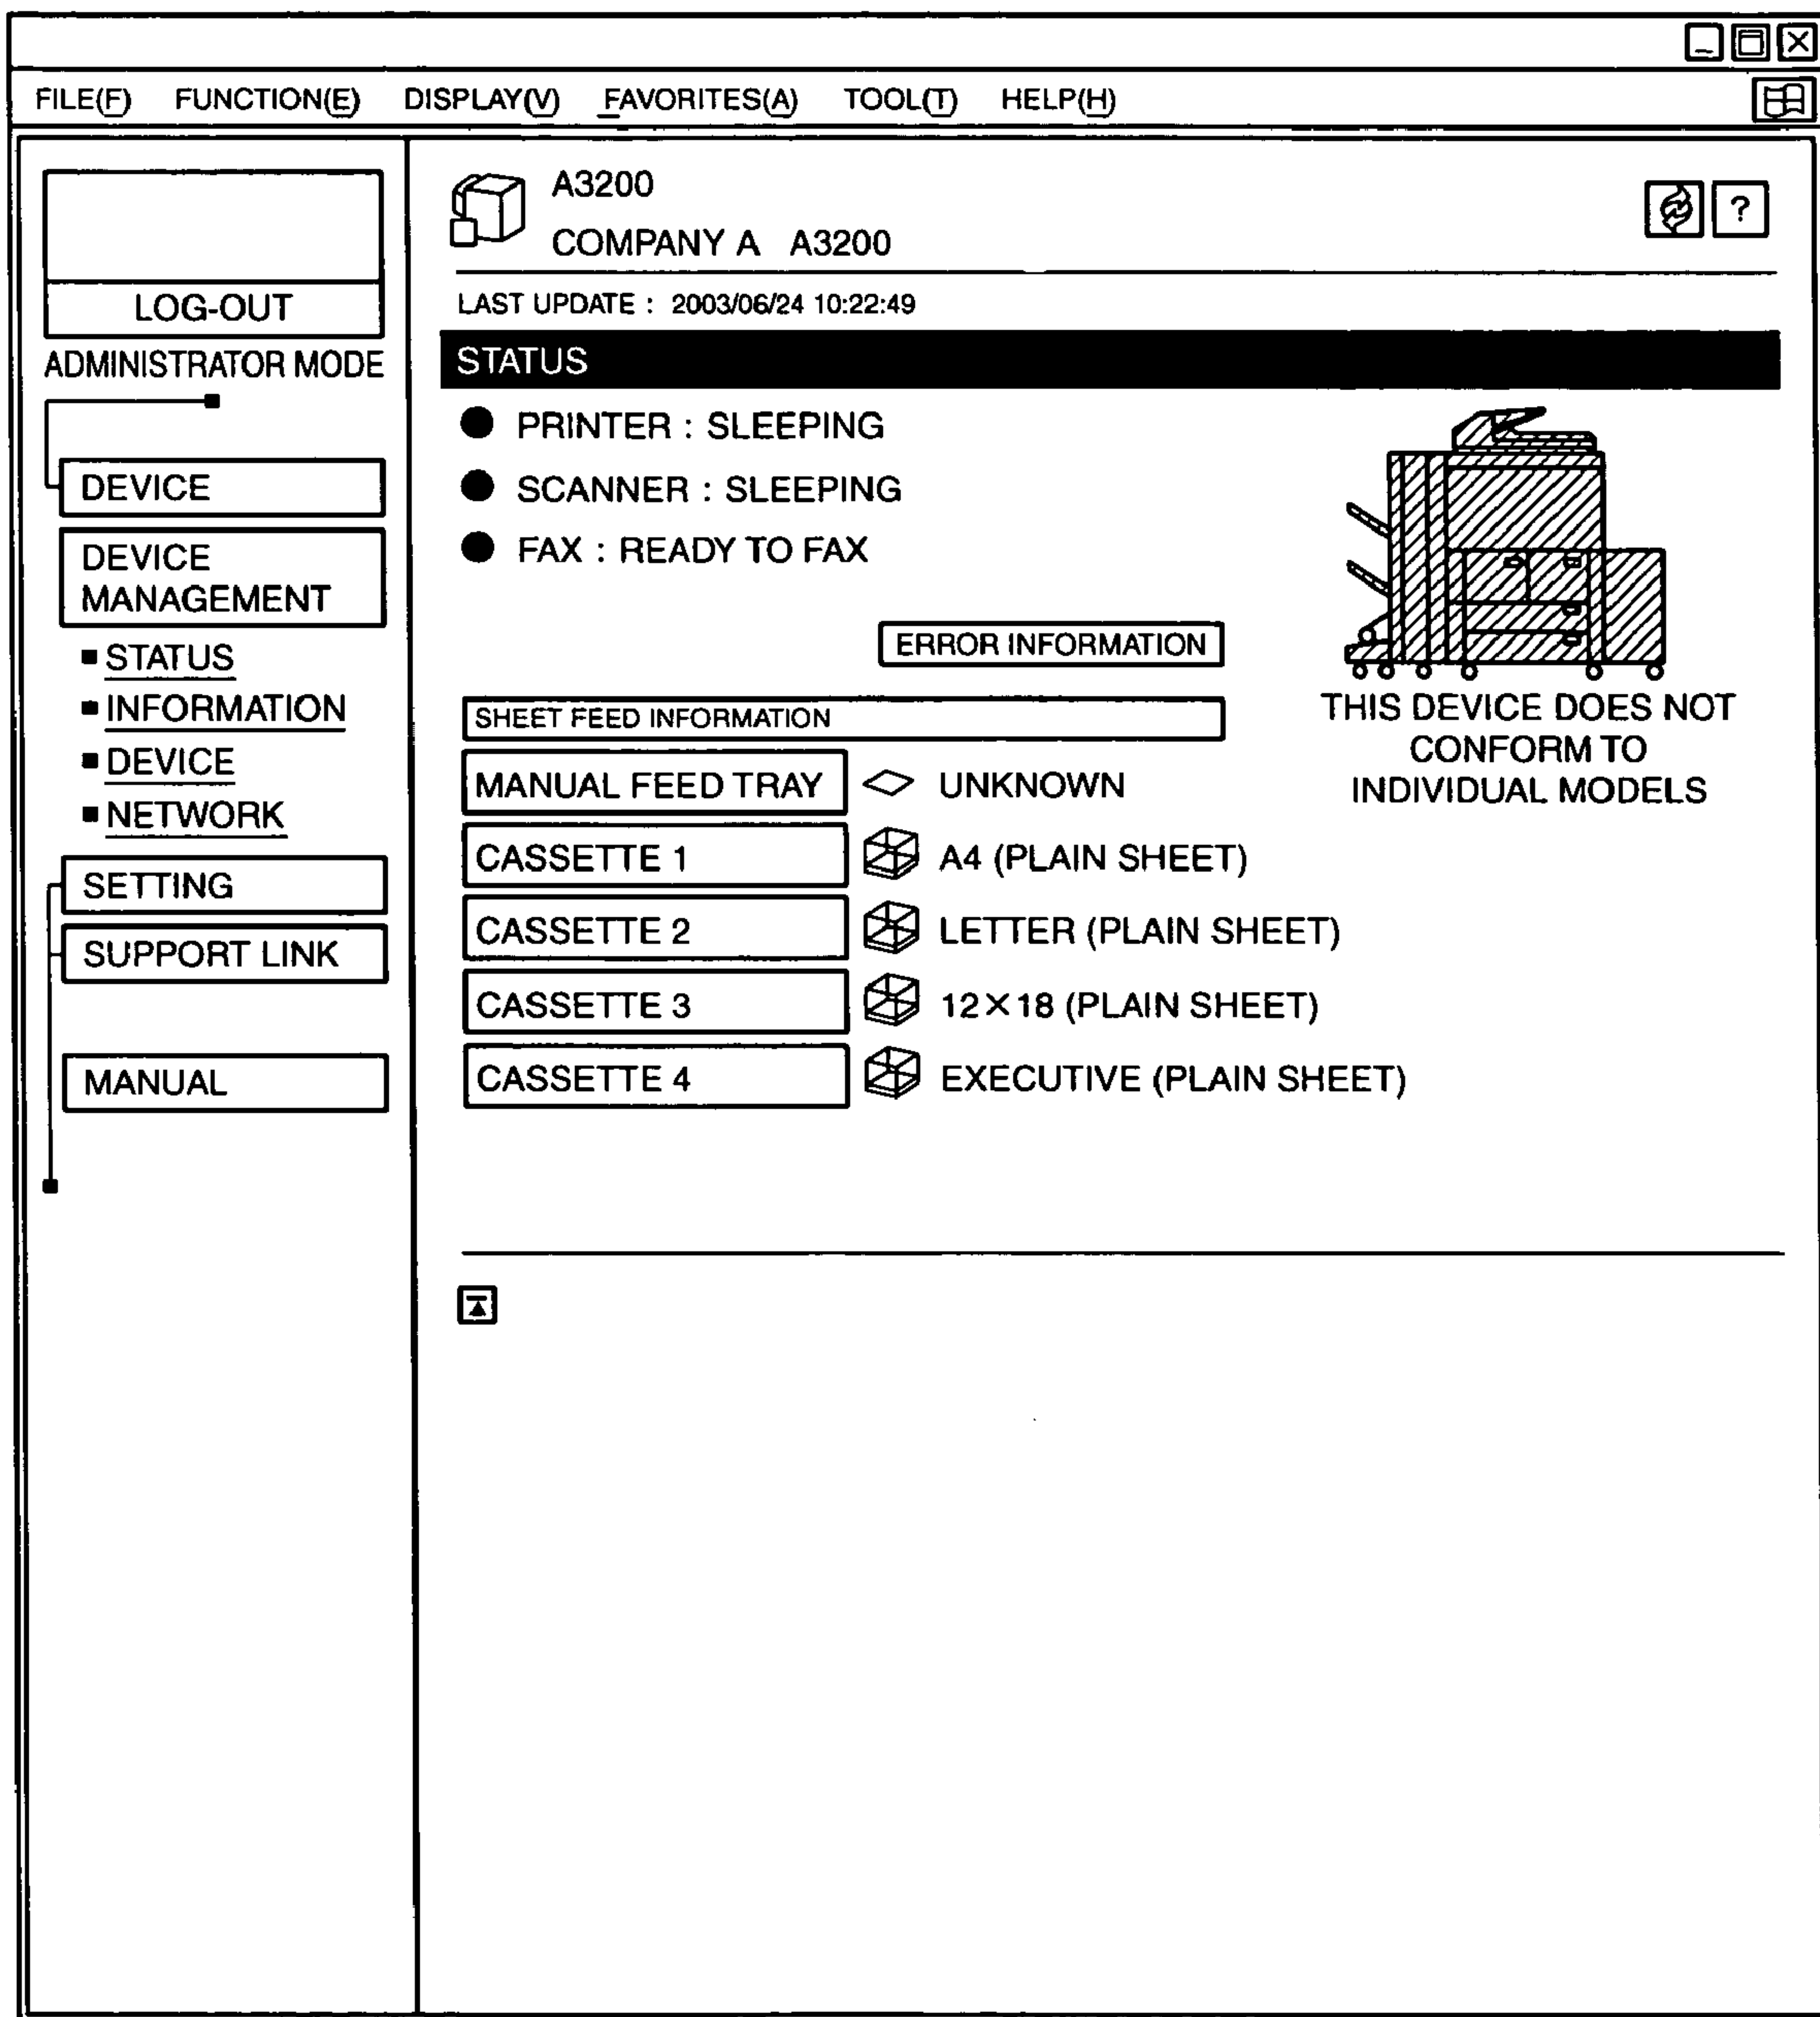 FILE(F) FUNCTION(E) DISPLAY(V) FAVORITES(A) TOOL(T) HELP(H)
LOG-OUT
ADMINISTRATOR MODE
DEVICE
DEVICE
MANAGEMENT
STATUS
INFORMATION
DEVICE
NETWORK
SETTING
SUPPORT LINK
MANUAL
A3200
COMPANY A A3200
?
LAST UPDATE : 2003/06/24 10:22:49
STATUS
PRINTER : SLEEPING
SCANNER : SLEEPING
FAX : READY TO FAX
ERROR INFORMATION
THIS DEVICE DOES NOT
CONFORM TO
INDIVIDUAL MODELS
SHEET FEED INFORMATION
MANUAL FEED TRAY UNKNOWN
CASSETTE 1 A4 (PLAIN SHEET)
CASSETTE 2 LETTER (PLAIN SHEET)
CASSETTE 3 12×18 (PLAIN SHEET)
CASSETTE 4 EXECUTIVE (PLAIN SHEET)